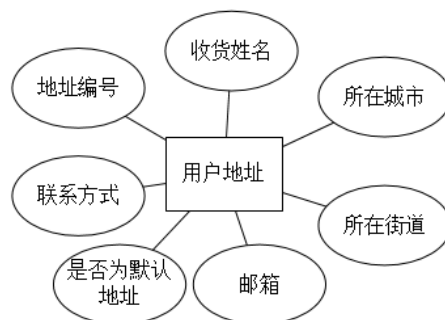 收货姓名
地址编号
所在城市
用户地址
联系方式
所在街道
是否为默认
地址
邮箱